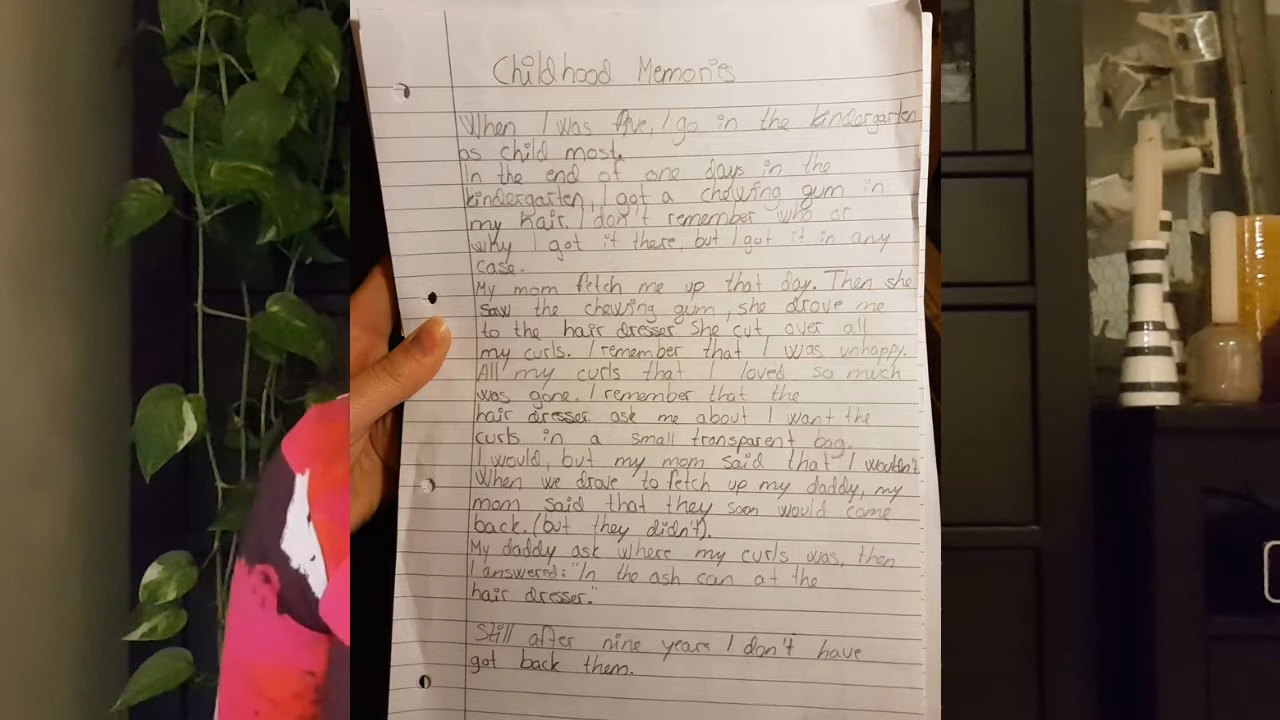 Childhood Memories
When I was five, I go in the kindergarten
as child most.
In the end of one days in the
kindergarten, I got a chewing gum in
my hair. I don't remember who or
why I got it there, but I got it in any
case.
My mom fetch me up that day. Then she
saw the chewing gum, she drove me
to the hair dresser. She cut over all
my curls. I remember that I was unhappy.
All my curls that I loved so much
was gone. I remember that the
hair dresser ask me about I want the
curls in a small transparent bag.
I would, but my mom said that I wouldn't
When we drove to fetch up my daddy, my
mom said that they soon would come
back. (but they didn't).
My daddy ask where my curls was, then
I answered: "In the ash can at the
hair dresser."
Still after nine years I don't have
got back them.